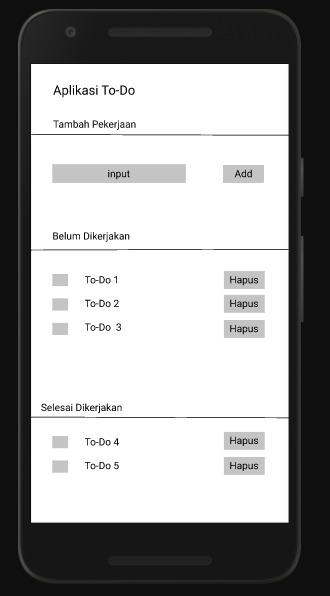 Aplikasi To-Do
Tambah Pekerjaan
input Add
Belum Dikerjakan
To-Do 1 Hapus
To-Do 2 Hapus
To-Do 3 Hapus
Selesai Dikerjakan
To-Do 4 Hapus
To-Do 5 Hapus